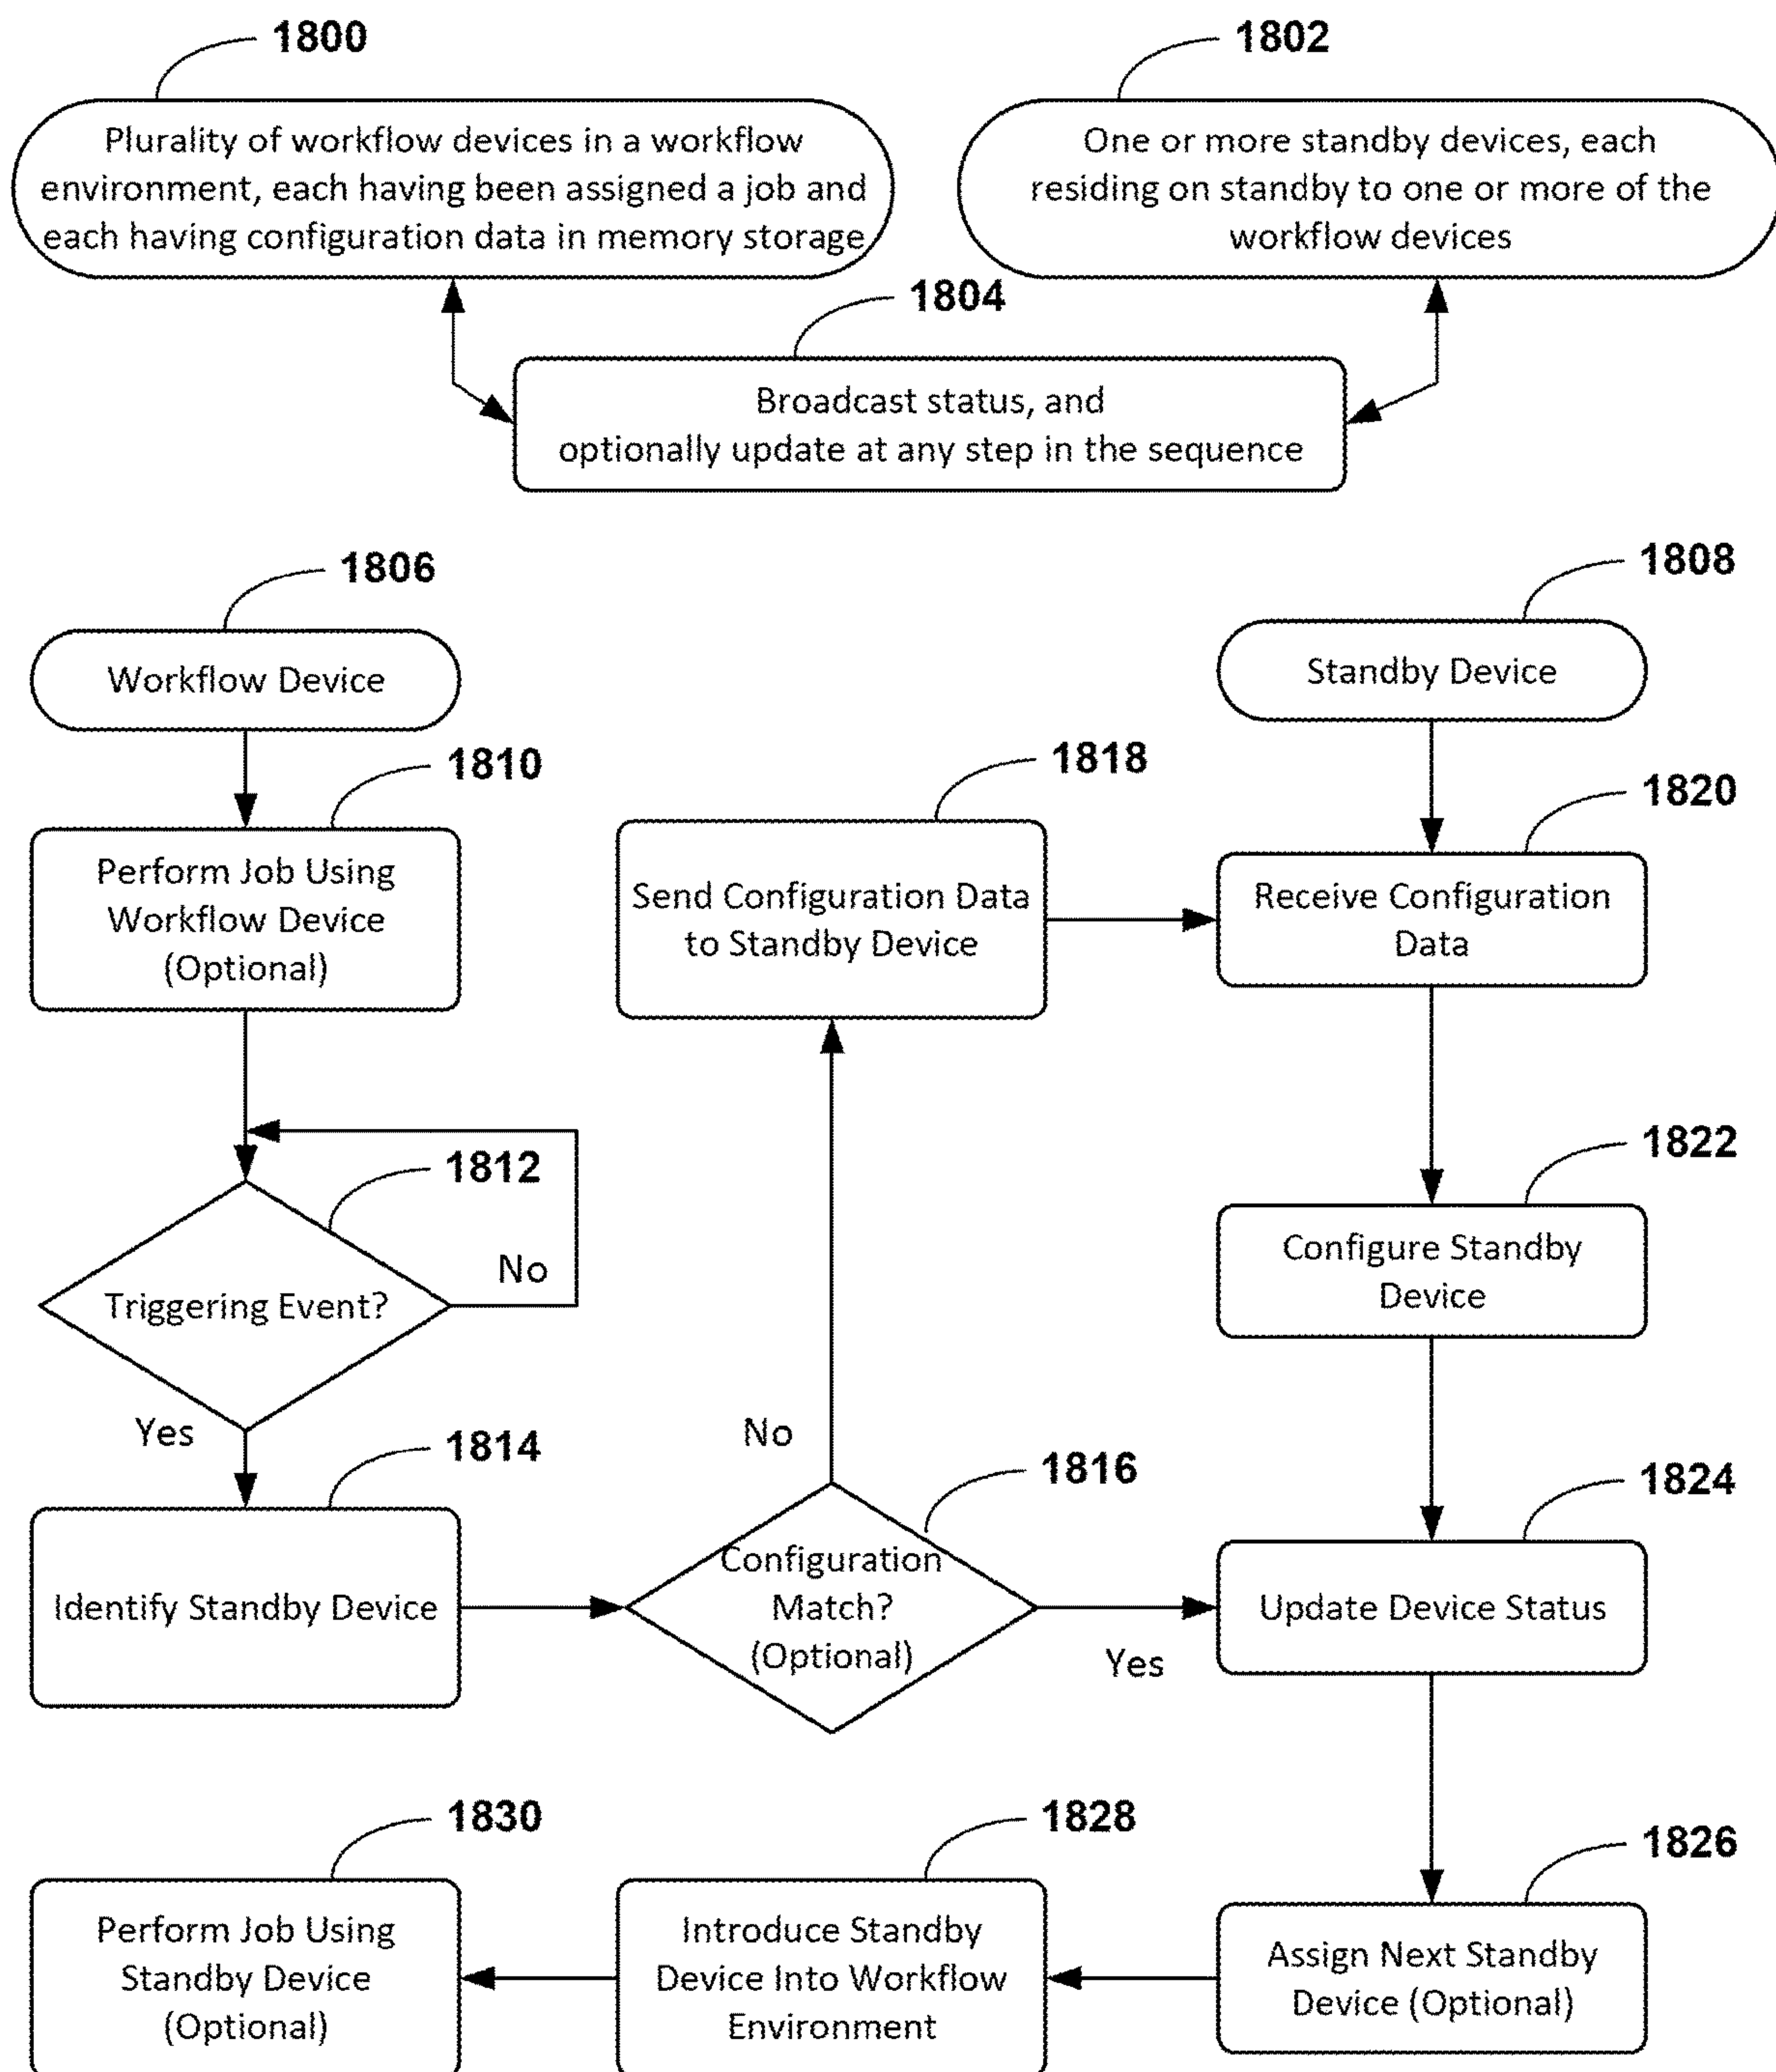 1800
1802
Plurality of workflow devices in a workflow
environment, each having been assigned a job and
each having configuration data in memory storage
One or more standby devices, each
residing on standby to one or more of the
workflow devices
1804
Broadcast status, and
optionally update at any step in the sequence
1806
1808
Workflow Device
Standby Device
1810
1818
1820
Perform Job Using
Workflow Device
(Optional)
Send Configuration Data
to Standby Device
Receive Configuration
Data
1812
1822
Triggering Event?
No
Configure Standby
Device
Yes
No
1814
1816
1824
Identify Standby Device
Configuration
Match?
(Optional)
Yes
Update Device Status
1830
1828
1826
Perform Job Using
Standby Device
(Optional)
Introduce Standby
Device Into Workflow
Environment
Assign Next Standby
Device (Optional)